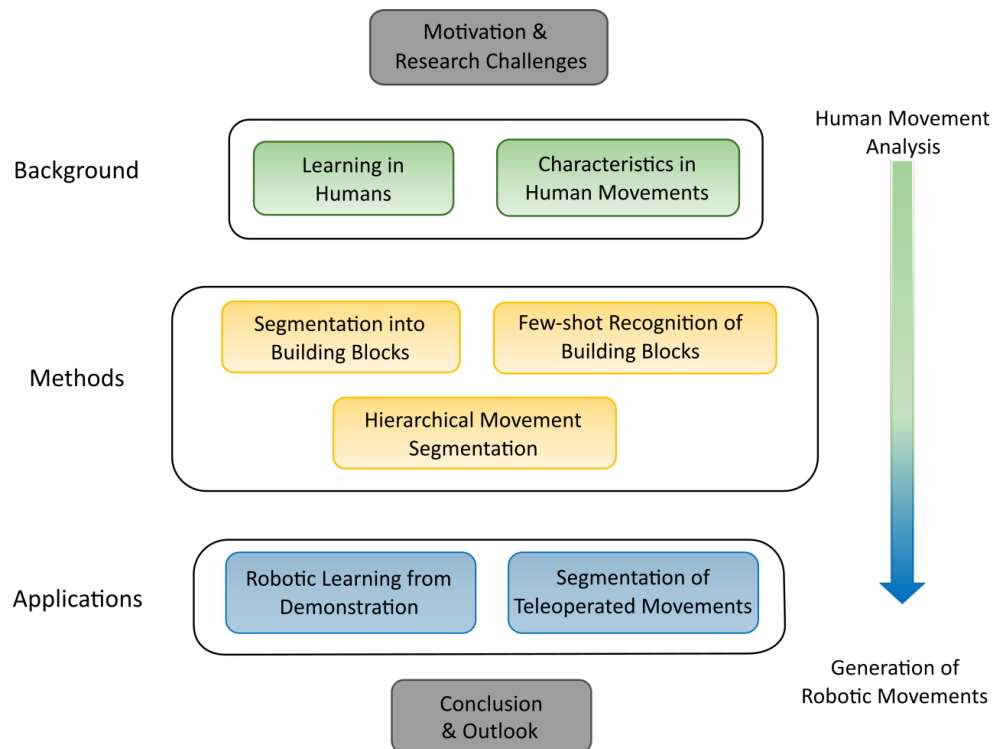 Motivation &
Research Challenges
Human Movement
Analysis
Background
Learning in
Humans
Characteristics in
Human Movements
Methods
Segmentation into
Building Blocks
Few-shot Recognition of
Building Blocks
Hierarchical Movement
Segmentation
Applications
Robotic Learning from
Demonstration
Segmentation of
Teleoperated Movements
Generation of
Robotic Movements
Conclusion
& Outlook